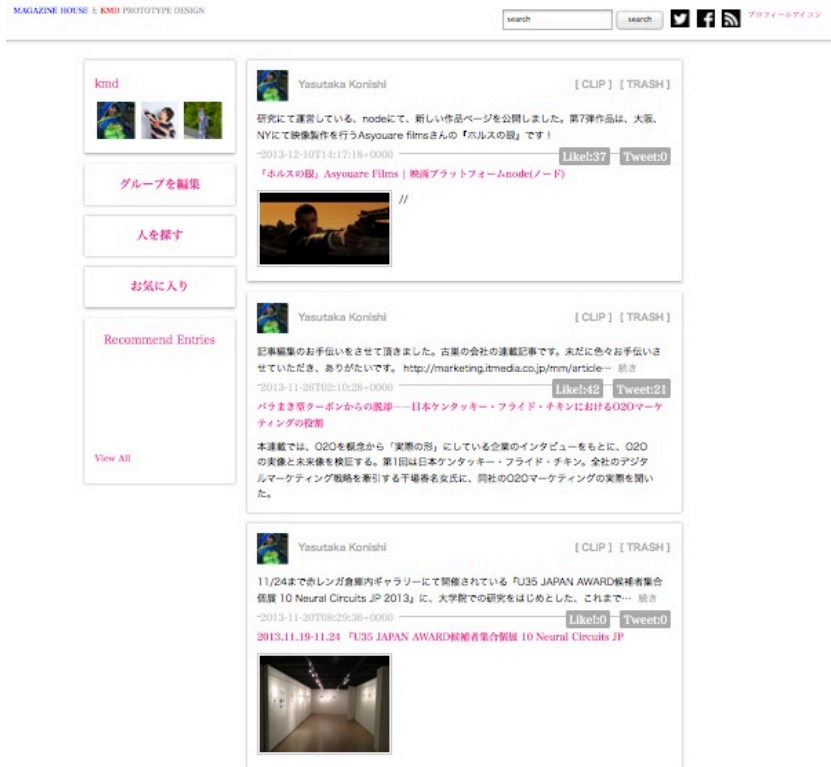 MAGAZINE HOUSE と KMD PROTOTYPE DESIGN
search
search
プロフィールアイコン
kmd
グループを編集
人を探す
お気に入り
Recommend Entries
View All
Yasutaka Konishi
[ CLIP ] [ TRASH ]
研究にて運営している、nodeにて、新しい作品ページを公開しました。第7弾作品は、大阪、
NYにて映像製作を行うAsyouare filmsさんの『ホルスの眼』です！
-2013-12-10T14:17:18+0000
Like!:37 Tweet:0
『ホルスの眼』Asyouare Films | 映画プラットフォームnode(ノード)
//
Yasutaka Konishi
[ CLIP ] [ TRASH ]
記事編集のお手伝いをさせて頂きました。古巣の会社の連載記事です。未だに色々お手伝いさ
せていただき、ありがたいです。 http://marketing.itmedia.co.jp/mm/article… 続き
-2013-11-26T02:10:28+0000
Like!:42 Tweet:21
バラまき型クーポンからの脱却――日本ケンタッキー・フライド・チキンにおけるO2Oマーケ
ティングの役割
本連載では、O2Oを概念から「実際の形」にしている企業のインタビューをもとに、O2O
の実像と未来像を検証する。第1回は日本ケンタッキー・フライド・チキン。全社のデジタ
ルマーケティング戦略を牽引する干場香名女氏に、同社のO2Oマーケティングの実際を聞い
た。
Yasutaka Konishi
[ CLIP ] [ TRASH ]
11/24まで赤レンガ倉庫内ギャラリーにて開催されている『U35 JAPAN AWARD候補者集合
個展 10 Neural Circuits JP 2013』に、大学院での研究をはじめとした、これまで… 続き
-2013-11-20T08:29:36+0000
Like!:0 Tweet:0
2013.11.19-11.24 『U35 JAPAN AWARD候補者集合個展 10 Neural Circuits JP